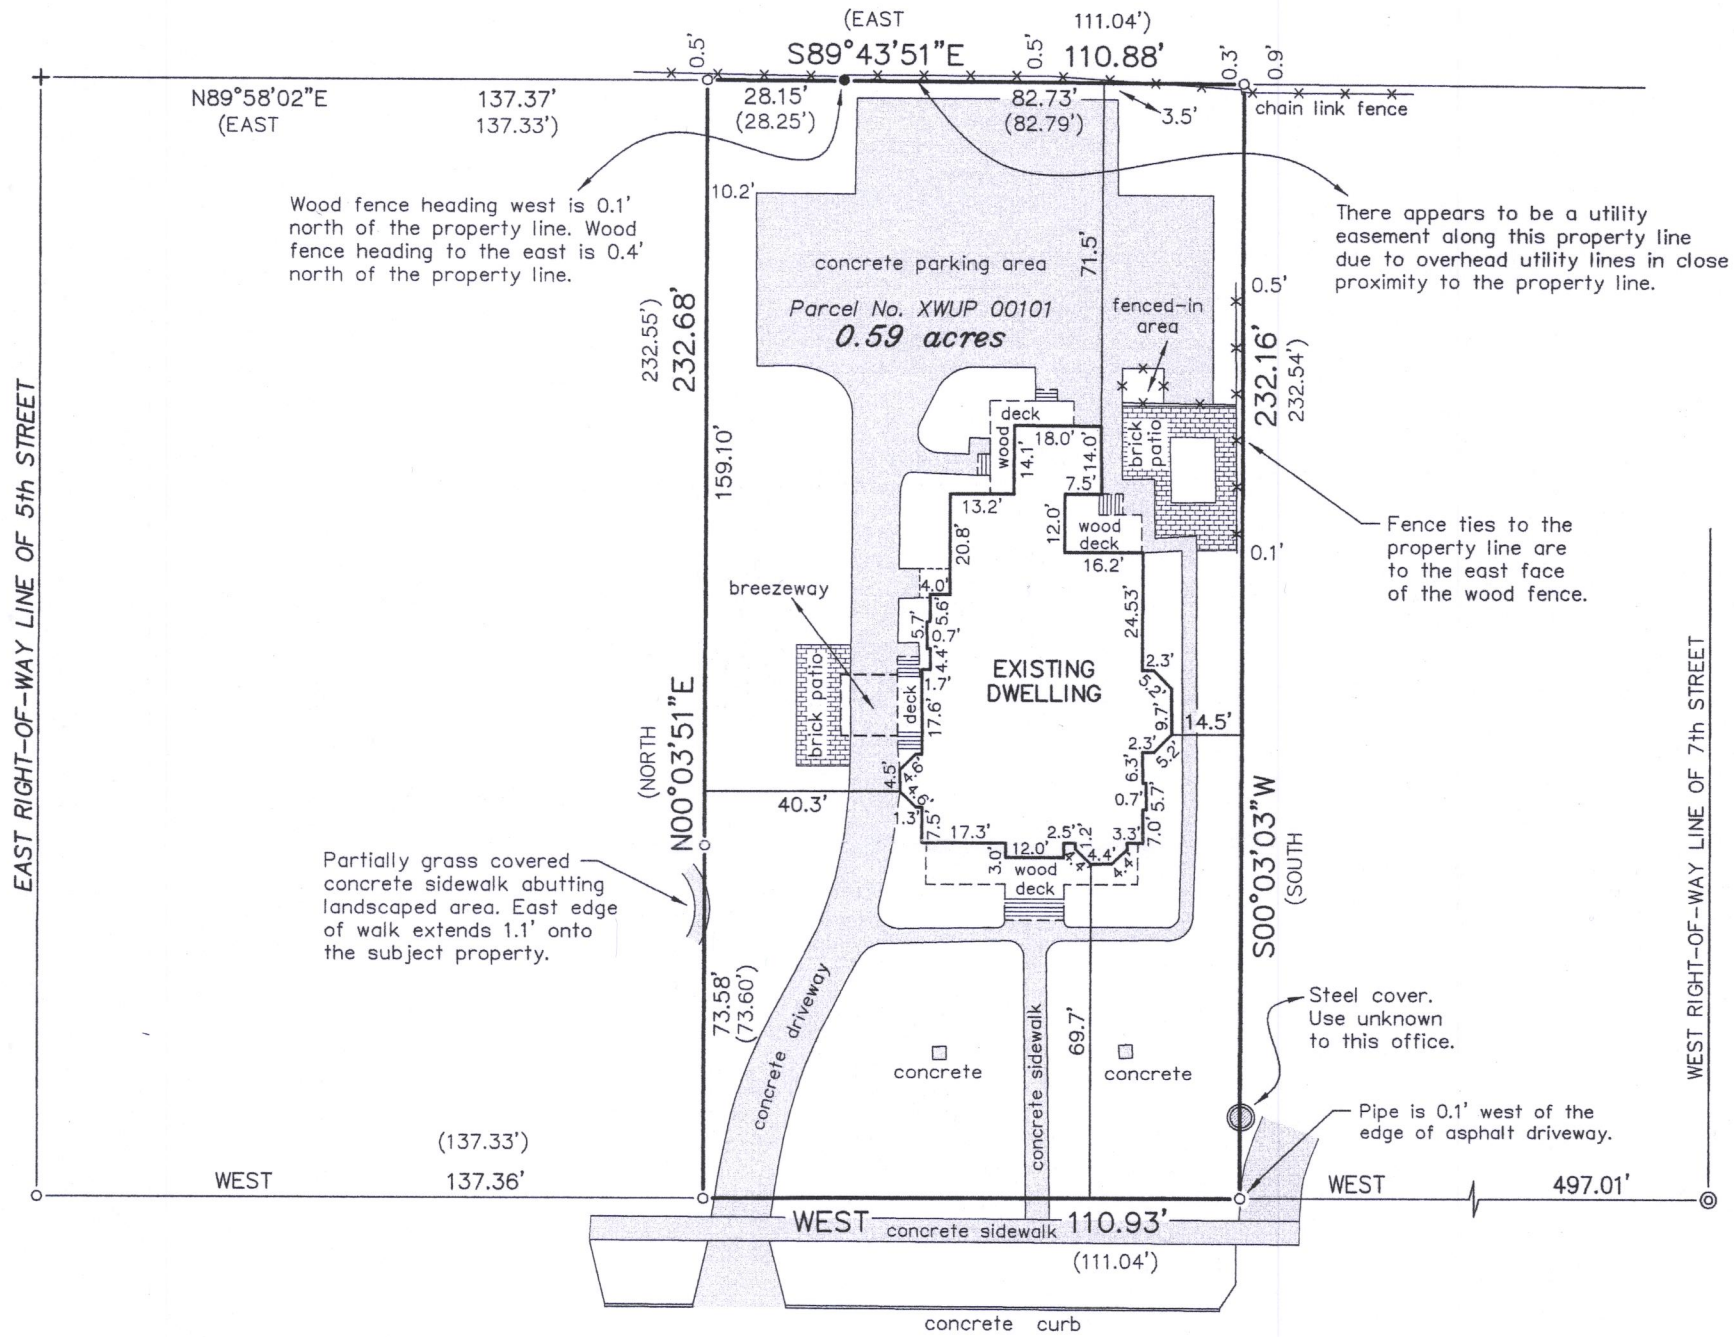 (EAST 111.04')
S89°43'51"E 110.88'
0.5'
0.5'
0.3'
0.9'
N89°58'02"E 137.37'
(EAST 137.33')
28.15'
(28.25')
82.73'
(82.79')
3.5'
chain link fence
Wood fence heading west is 0.1'
north of the property line. Wood
fence heading to the east is 0.4'
north of the property line.
10.2'
There appears to be a utility
easement along this property line
due to overhead utility lines in close
proximity to the property line.
concrete parking area
71.5'
Parcel No. XWUP 00101
0.59 acres
fenced-in
area
0.5'
232.55')
232.68'
232.16'
232.54')
EAST RIGHT-OF-WAY LINE OF 5th STREET
159.10'
wood deck
18.0'
14.1'
14.0'
7.5'
13.2'
12.0'
wood
deck
16.2'
brick
patio
20.8'
Fence ties to the
property line are
to the east face
of the wood fence.
0.1'
breezeway
4.0'
5.6'
5.7'
0.7'
4.4'
1.7'
17.6'
deck
brick patio
24.53'
EXISTING
DWELLING
2.3'
5.2'
9.7'
14.5'
2.3'
5.2'
6.3'
0.7'
5.7'
7.0'
WEST RIGHT-OF-WAY LINE OF 7th STREET
(NORTH
N00°03'51"E
S00°03'03"W
(SOUTH
40.3'
4.5'
4.6'
4.6'
1.3'
7.5'
17.3'
3.0'
12.0'
2.5'
1.2'
4.4'
4.4'
4.4'
3.3'
wood
deck
Partially grass covered
concrete sidewalk abutting
landscaped area. East edge
of walk extends 1.1' onto
the subject property.
73.58'
(73.60')
concrete driveway
concrete
concrete sidewalk
69.7'
concrete
Steel cover.
Use unknown
to this office.
Pipe is 0.1' west of the
edge of asphalt driveway.
(137.33')
WEST 137.36'
WEST 110.93'
concrete sidewalk
(111.04')
WEST 497.01'
concrete curb